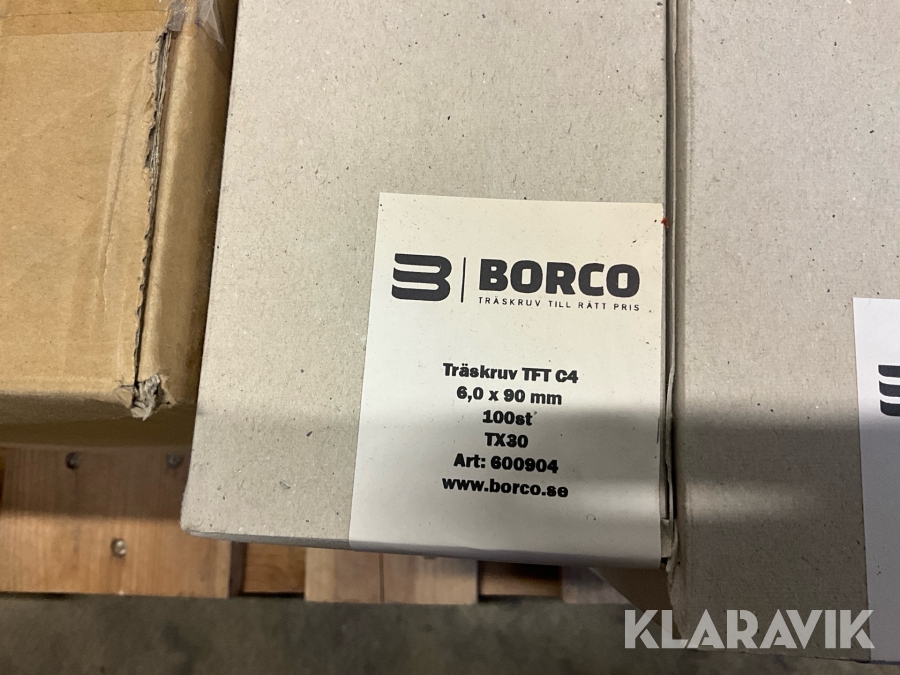 BORCO
TRÄSKRUV TILL RÄTT PRIS
Träskruv TFT C4
6,0 x 90 mm
100st
TX30
Art: 600904
www.borco.se
KLARAVIK